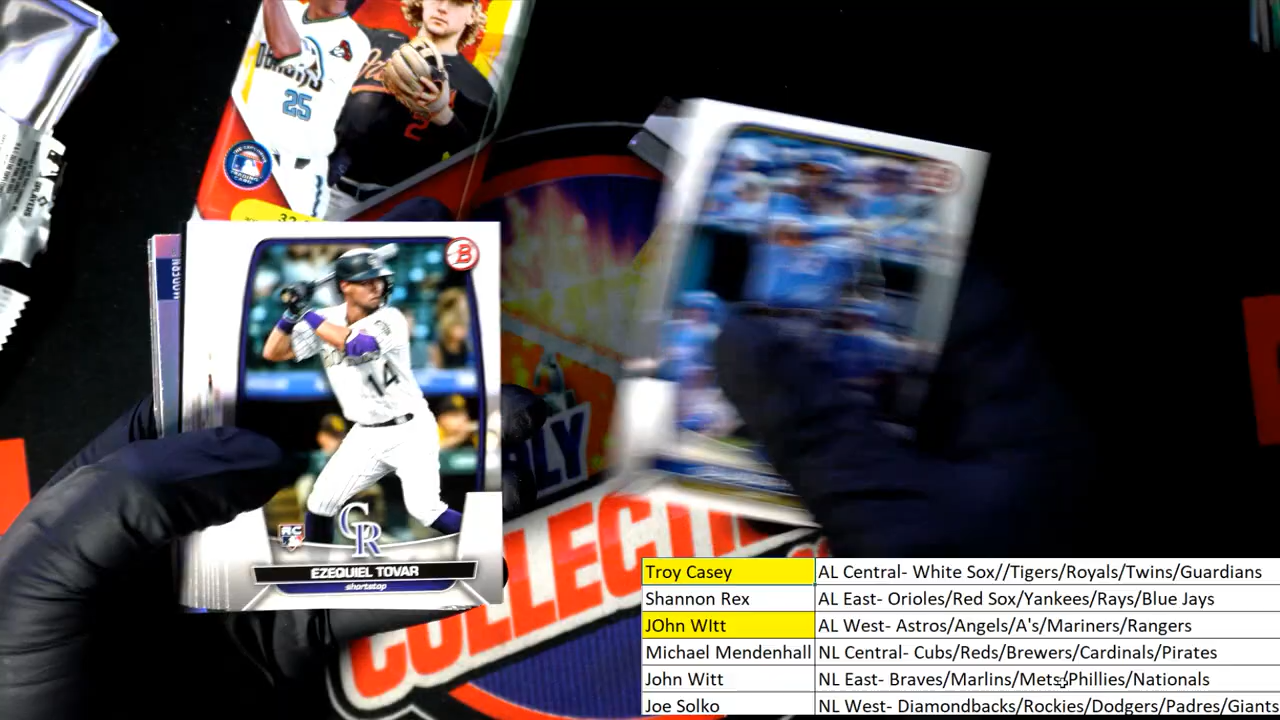 25
2
MODERN
B
14
CR
RC
EZEQUIEL TOVAR
shortstop
COLLECTI
Troy Casey AL Central- White Sox//Tigers/Royals/Twins/Guardians
Shannon Rex AL East- Orioles/Red Sox/Yankees/Rays/Blue Jays
JOhn WItt AL West- Astros/Angels/A's/Mariners/Rangers
Michael Mendenhall NL Central- Cubs/Reds/Brewers/Cardinals/Pirates
John Witt NL East- Braves/Marlins/Mets/Phillies/Nationals
Joe Solko NL West- Diamondbacks/Rockies/Dodgers/Padres/Giants